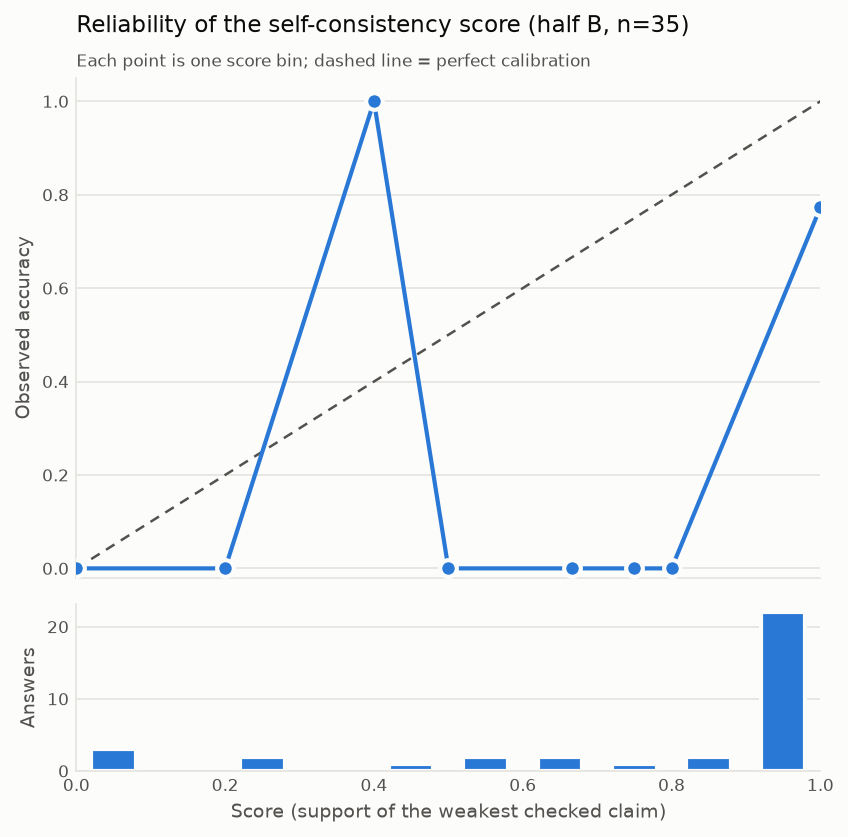 Reliability of the self-consistency score (half B, n=35)
Each point is one score bin; dashed line = perfect calibration
1.0
0.8
0.6
0.4
0.2
0.0
Observed accuracy
20
10
0
Answers
0.0 0.2 0.4 0.6 0.8 1.0
Score (support of the weakest checked claim)